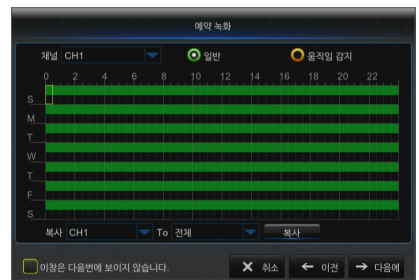 예약 녹화
채널 CH1 일반 움직임 감지
0 2 4 6 8 10 12 14 16 18 20 22
S
M
T
W
T
F
S
복사 CH1 To 전체 복사
이창은 다음번에 보이지 않습니다. 취소 이전 다음에